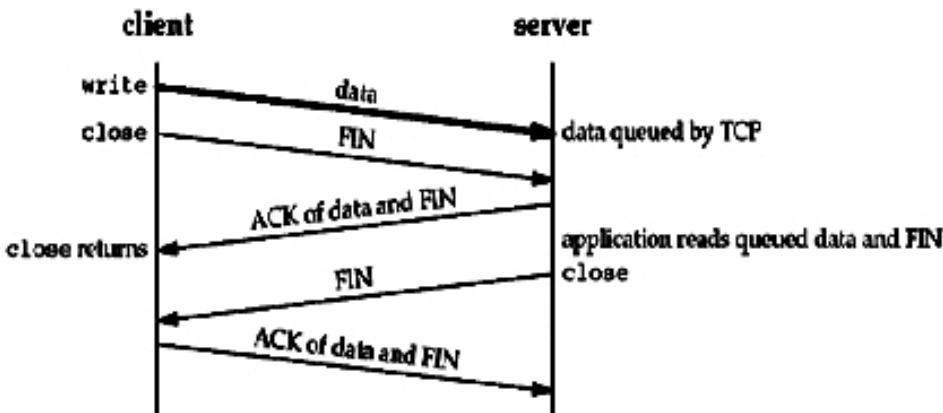 client
server
write
data
data queued by TCP
close
FIN
ACK of data and FIN
close returns
application reads queued data and FIN
close
FIN
ACK of data and FIN